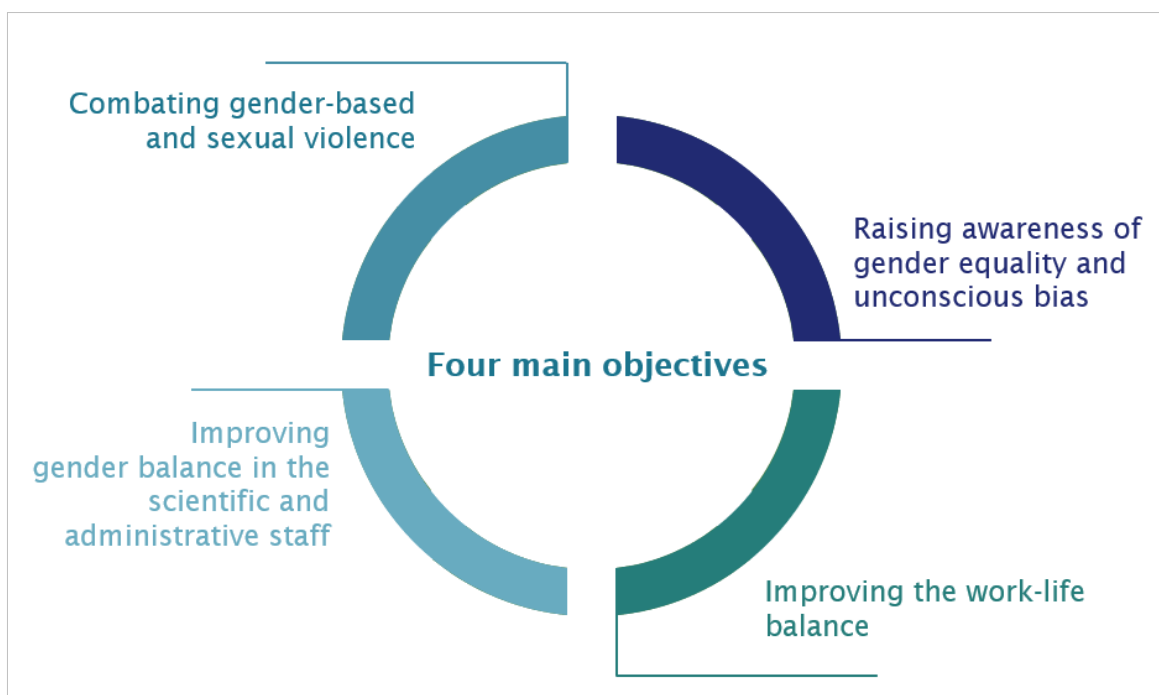 Combating gender-based
and sexual violence
Raising awareness of
gender equality and
unconscious bias
Four main objectives
Improving
gender balance in the
scientific and
administrative staff
Improving the work-life
balance